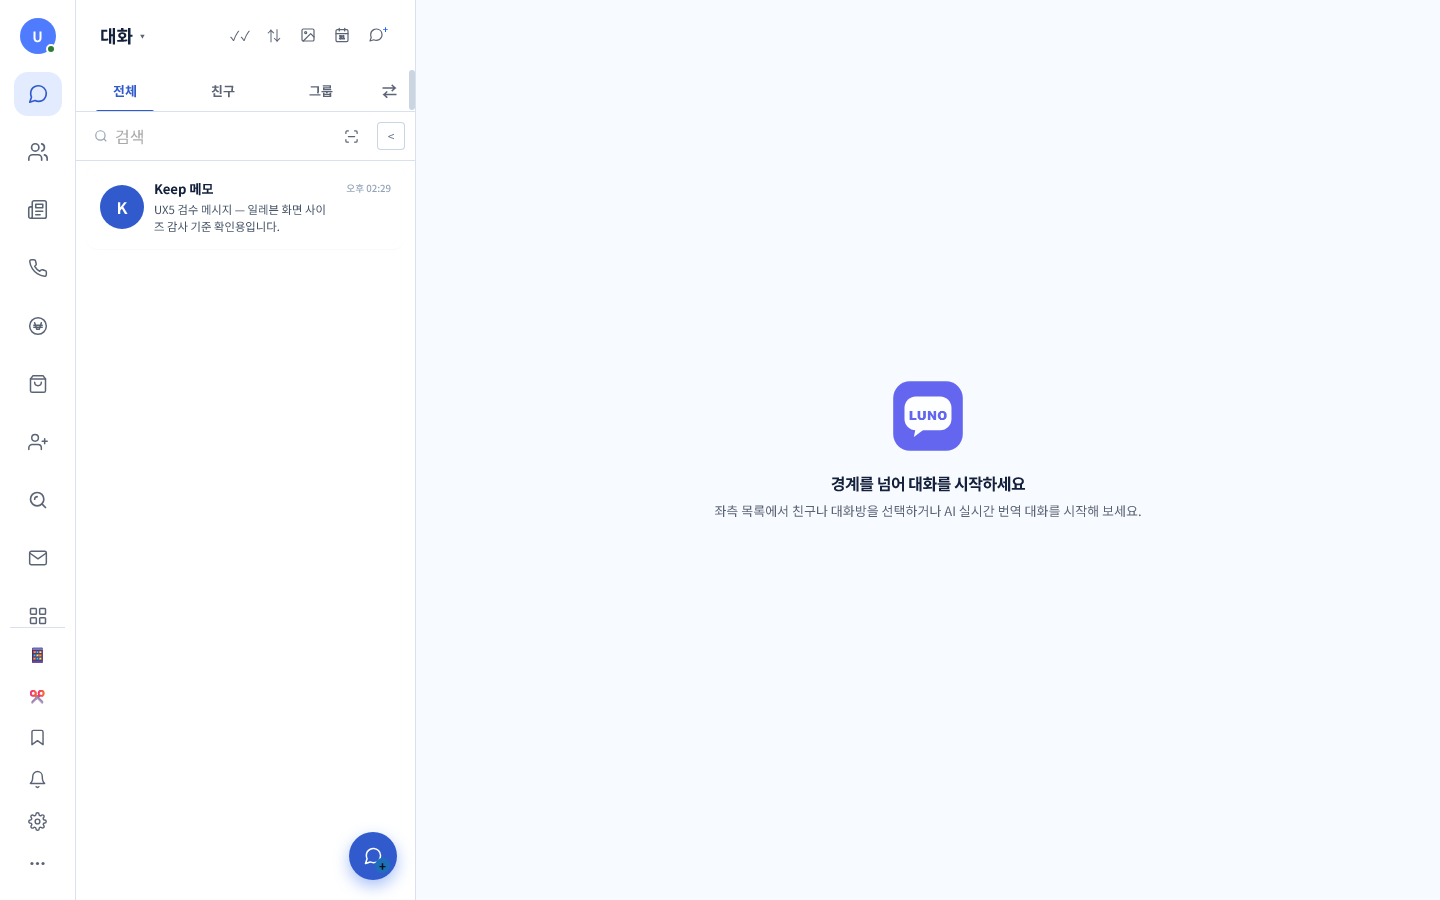 U
대화
전체
친구
그룹
검색
<
K
Keep 메모
오후 02:29
UX5 검수 메시지 — 일레븐 화면 사이
즈 감사 기준 확인용입니다.
LUNO
경계를 넘어 대화를 시작하세요
좌측 목록에서 친구나 대화방을 선택하거나 AI 실시간 번역 대화를 시작해 보세요.